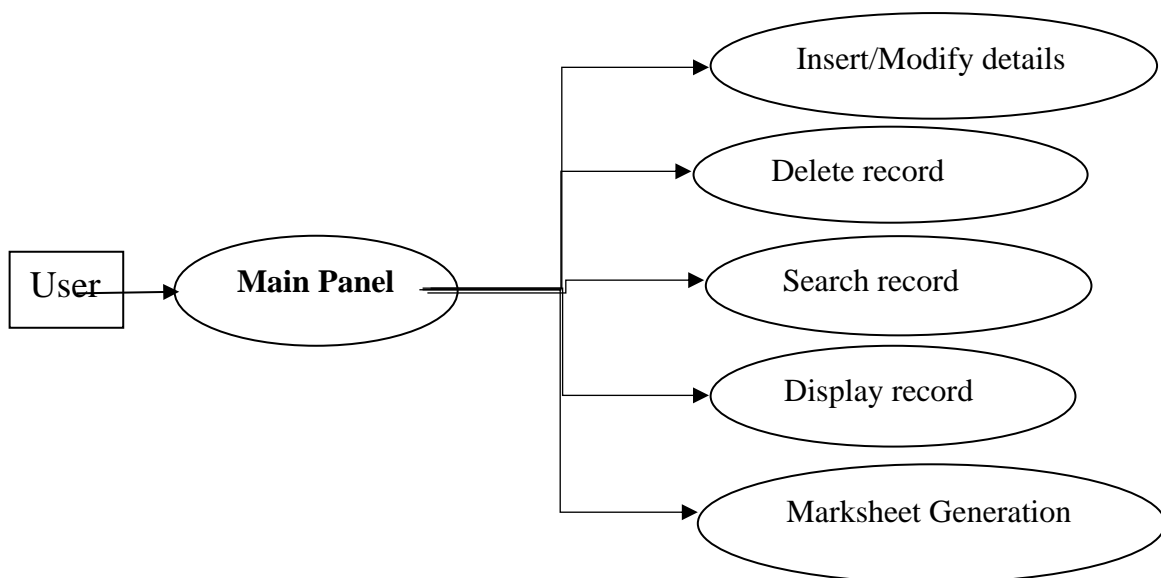 Insert/Modify details
Delete record
User
Main Panel
Search record
Display record
Marksheet Generation